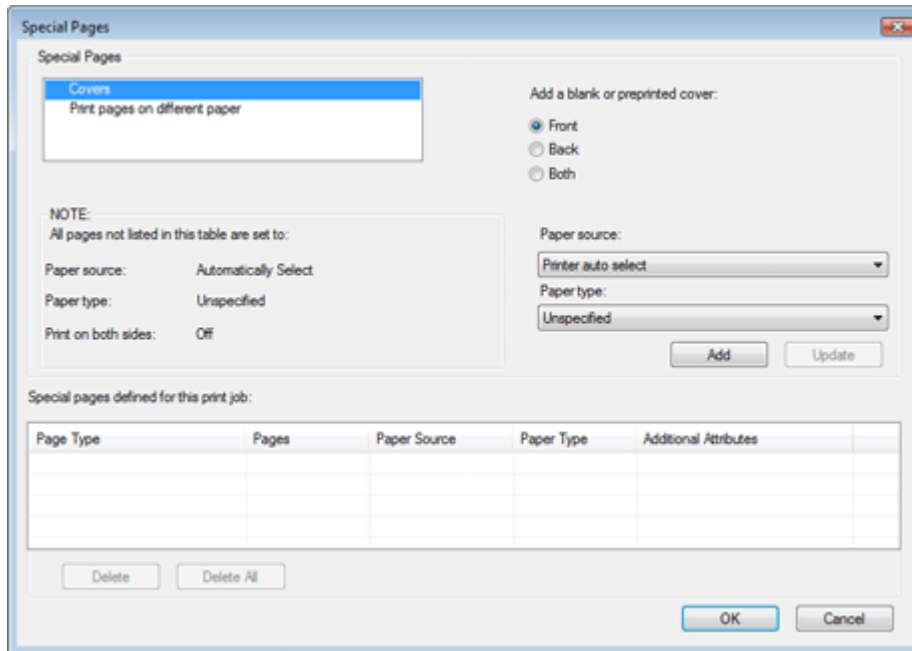 Special Pages
Special Pages
Covers
Print pages on different paper
Add a blank or preprinted cover:
Front
Back
Both
NOTE:
All pages not listed in this table are set to:
Paper source: Automatically Select
Paper type: Unspecified
Print on both sides: Off
Paper source:
Printer auto select
Paper type:
Unspecified
Add Update
Special pages defined for this print job:
Page Type Pages Paper Source Paper Type Additional Attributes
Delete Delete All
OK Cancel